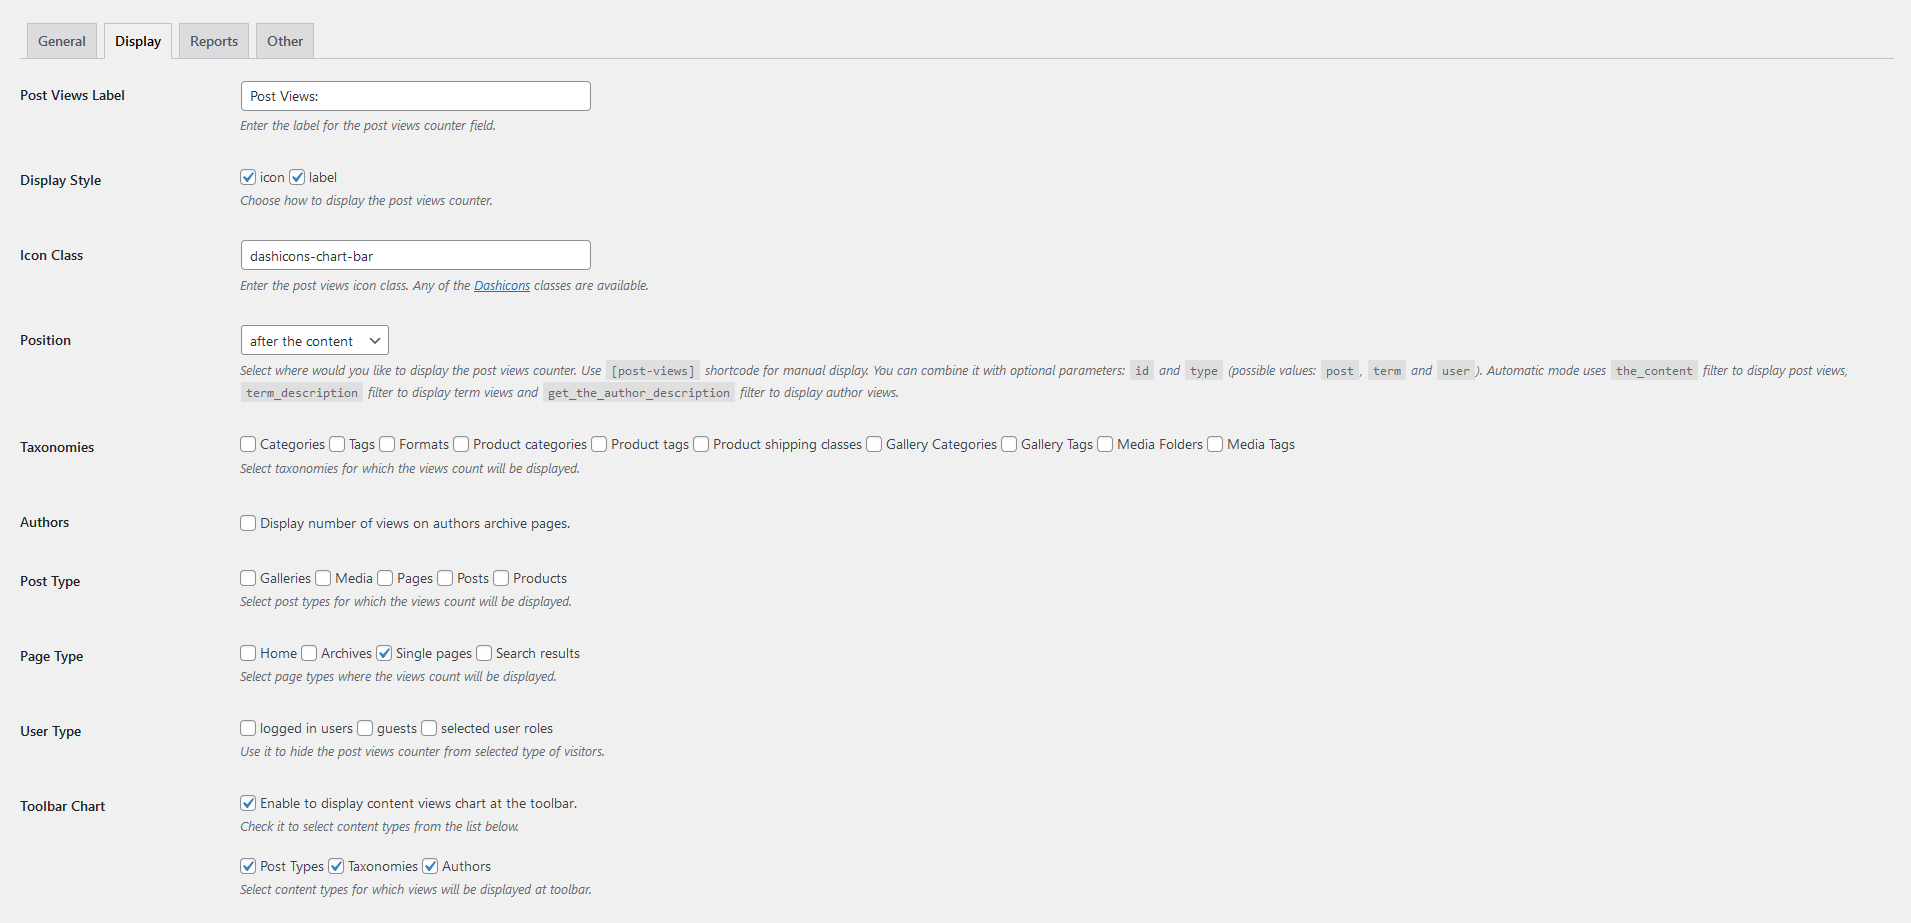 General Display Reports Other
Post Views Label Post Views:
Enter the label for the post views counter field.
Display Style icon label
Choose how to display the post views counter.
Icon Class dashicons-chart-bar
Enter the post views icon class. Any of the Dashicons classes are available.
Position after the content
Select where would you like to display the post views counter. Use [post-views] shortcode for manual display. You can combine it with optional parameters: id and type (possible values: post , term and user ). Automatic mode uses the_content filter to display post views,
term_description filter to display term views and get_the_author_description filter to display author views.
Taxonomies Categories Tags Formats Product categories Product tags Product shipping classes Gallery Categories Gallery Tags Media Folders Media Tags
Select taxonomies for which the views count will be displayed.
Authors Display number of views on authors archive pages.
Post Type Galleries Media Pages Posts Products
Select post types for which the views count will be displayed.
Page Type Home Archives Single pages Search results
Select page types where the views count will be displayed.
User Type logged in users guests selected user roles
Use it to hide the post views counter from selected type of visitors.
Toolbar Chart Enable to display content views chart at the toolbar.
Check it to select content types from the list below.
Post Types Taxonomies Authors
Select content types for which views will be displayed at toolbar.